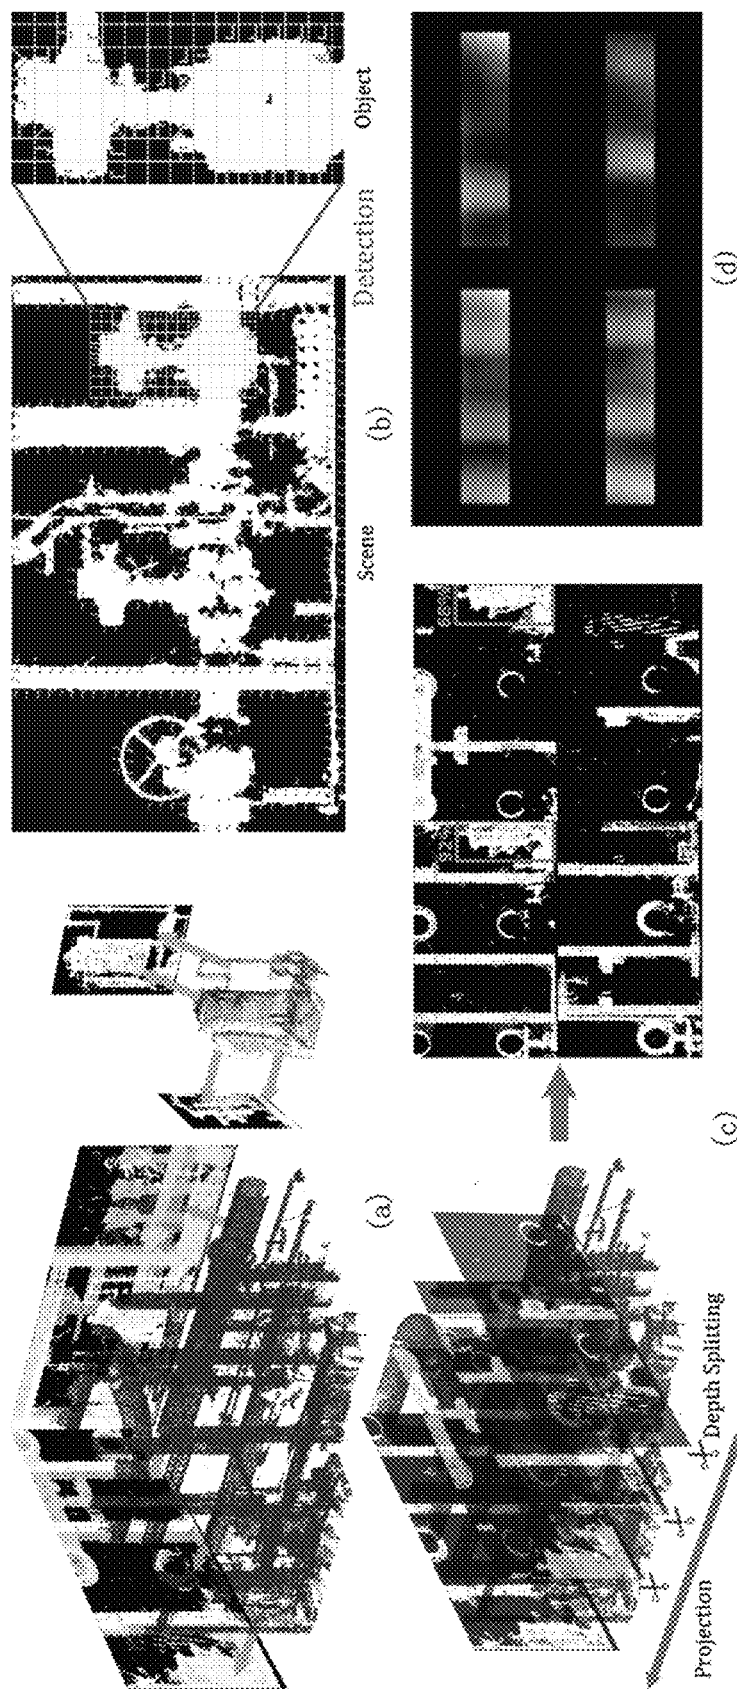 (a)
Scene
Detection
Object
(b)
Projection
Depth Splitting
(c)
(d)